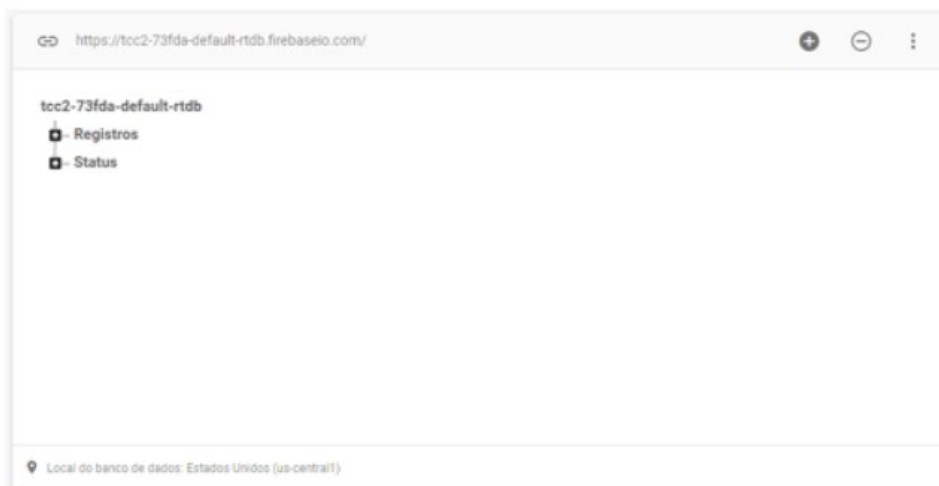 https://tcc2-73fda-default-rtdb.firebaseio.com/
tcc2-73fda-default-rtdb
Registros
Status
Local do banco de dados: Estados Unidos (us-central1)